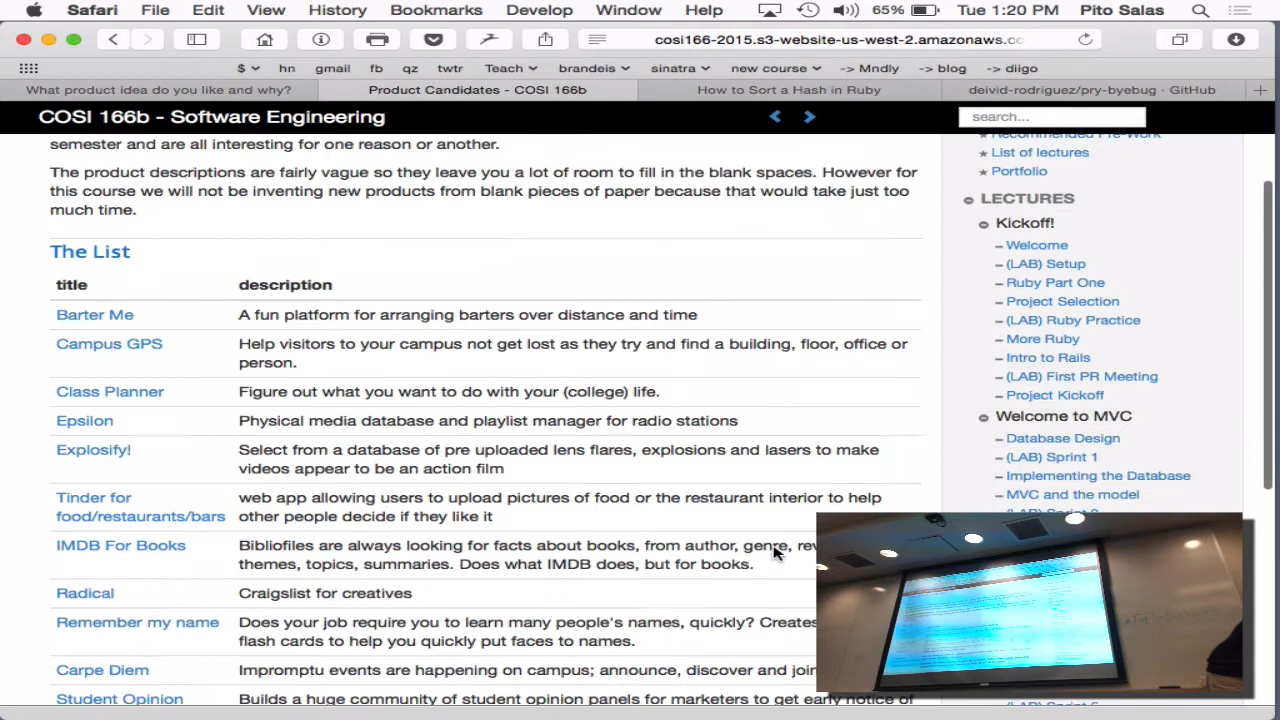 Safari File Edit View History Bookmarks Develop Window Help 65% Tue 1:20 PM Pito Salas
cosi166-2015.s3-website-us-west-2.amazonaws.co
$ hn gmail fb qz twtr Teach brandeis sinatra new course -> Mndly -> blog -> diigo
What product idea do you like and why? Product Candidates - COSI 166b How to Sort a Hash in Ruby deivid-rodriguez/pry-byebug · GitHub
COSI 166b - Software Engineering search...
semester and are all interesting for one reason or another.
The product descriptions are fairly vague so they leave you a lot of room to fill in the blank spaces. However for
this course we will not be inventing new products from blank pieces of paper because that would take just too
much time.
The List
title description
Barter Me A fun platform for arranging barters over distance and time
Campus GPS Help visitors to your campus not get lost as they try and find a building, floor, office or
person.
Class Planner Figure out what you want to do with your (college) life.
Epsilon Physical media database and playlist manager for radio stations
Explosify! Select from a database of pre uploaded lens flares, explosions and lasers to make
videos appear to be an action film
Tinder for web app allowing users to upload pictures of food or the restaurant interior to help
food/restaurants/bars other people decide if they like it
IMDB For Books Bibliofiles are always looking for facts about books, from author, genre, rev
themes, topics, summaries. Does what IMDB does, but for books.
Radical Craigslist for creatives
Remember my name Does your job require you to learn many people's names, quickly? Creates
flash cards to help you quickly put faces to names.
Carpe Diem Impromptu events are happening on campus; announce, discover and join
Student Opinion Builds a huge community of student opinion panels for marketers to get early notice of
Recommended Pre-Work
List of lectures
Portfolio
LECTURES
Kickoff!
Welcome
(LAB) Setup
Ruby Part One
Project Selection
(LAB) Ruby Practice
More Ruby
Intro to Rails
(LAB) First PR Meeting
Project Kickoff
Welcome to MVC
Database Design
(LAB) Sprint 1
Implementing the Database
MVC and the model